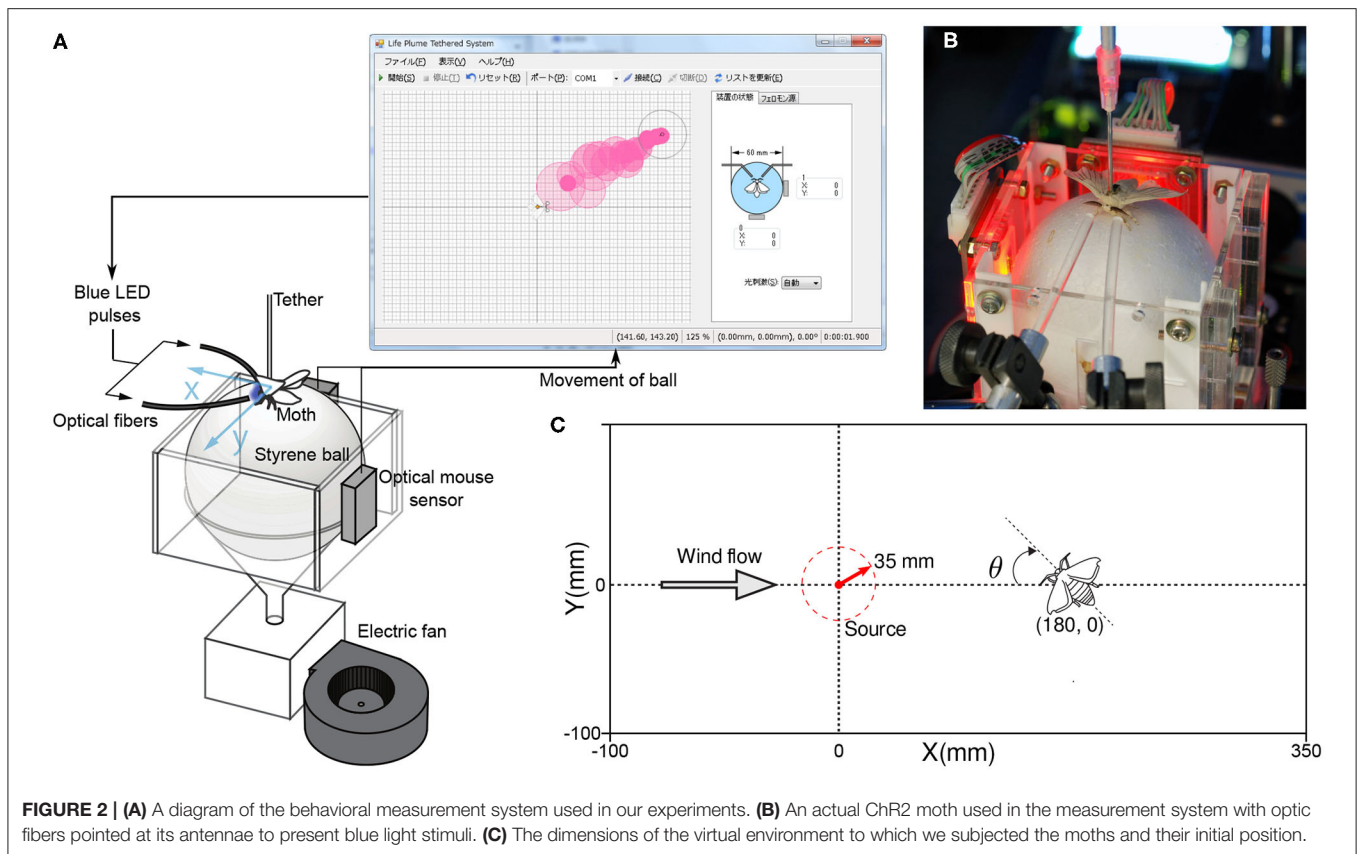 A
Life Plume Tethered System
ファイル(F) 表示(V) ヘルプ(H)
開始(S) 停止(T) リセット(R) ポート(P): COM1 接続(C) 切断(D) リストを更新(E)
装置の状態 フェロモン源
60 mm
1
X: 0
Y: 0
0
X: 0
Y: 0
光刺激(S) 自動
(141.60, 143.20) 125 % (0.00mm, 0.00mm), 0.00° 0:00:01.900
Blue LED
pulses
Tether
Movement of ball
x
Optical fibers
Moth
y
Styrene ball
Optical mouse
sensor
Electric fan
B
C
Y(mm)
0
-100
Wind flow
35 mm
Source
θ
(180, 0)
-100
0
X(mm)
350
FIGURE 2 | (A) A diagram of the behavioral measurement system used in our experiments. (B) An actual ChR2 moth used in the measurement system with optic
fibers pointed at its antennae to present blue light stimuli. (C) The dimensions of the virtual environment to which we subjected the moths and their initial position.